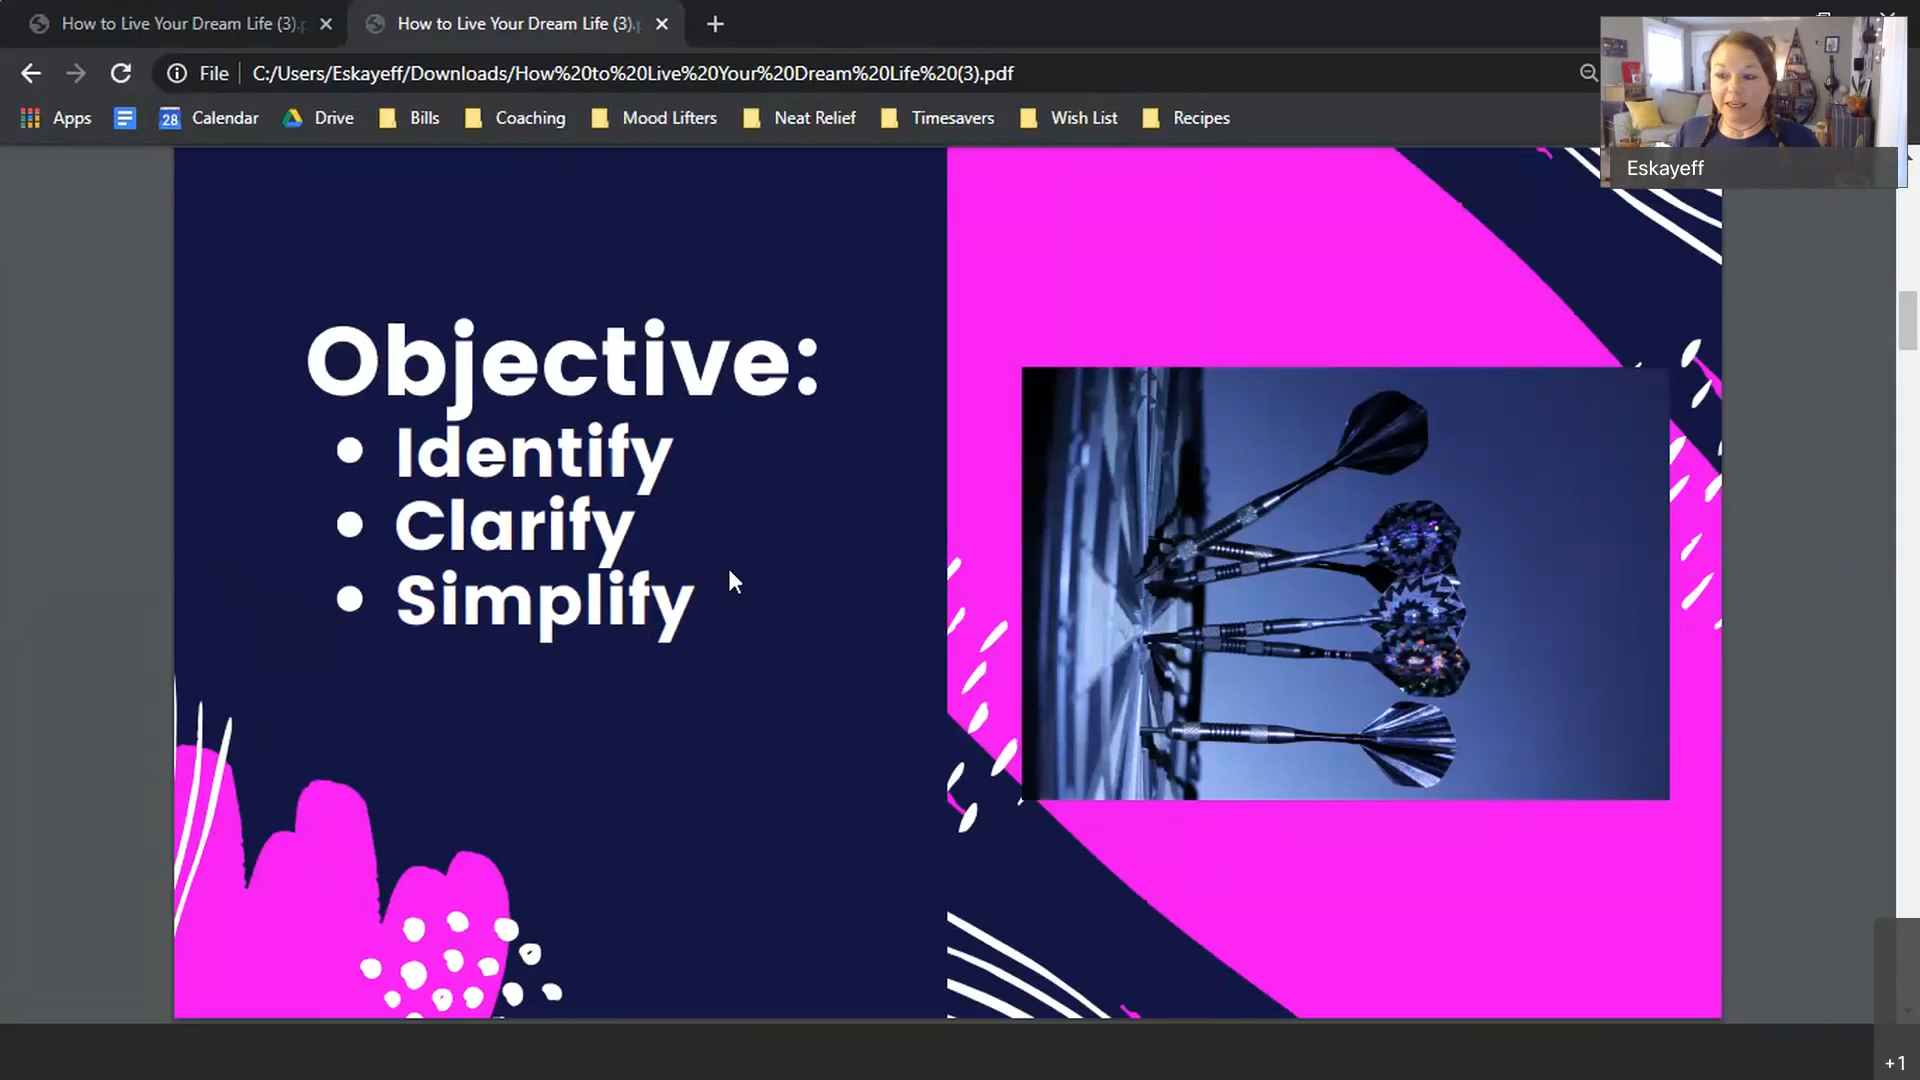 How to Live Your Dream Life (3).p
How to Live Your Dream Life (3).p
File
C:/Users/Eskayeff/Downloads/How%20to%20Live%20Your%20Dream%20Life%20(3).pdf
Apps
28
Calendar
Drive
Bills
Coaching
Mood Lifters
Neat Relief
Timesavers
Wish List
Recipes
Eskayeff
Objective:
• Identify
• Clarify
• Simplify
+1